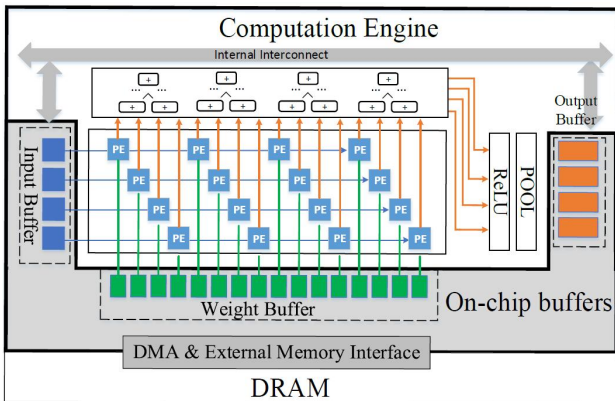 Computation Engine
Internal Interconnect
+ + + +
... ... ... ... ... ... ... ...
+ + + + + + + +
Output
Buffer
Input Buffer
PE PE PE PE
PE PE PE PE
PE PE PE PE
PE PE PE PE
ReLU
POOL
Weight Buffer
On-chip buffers
DMA & External Memory Interface
DRAM